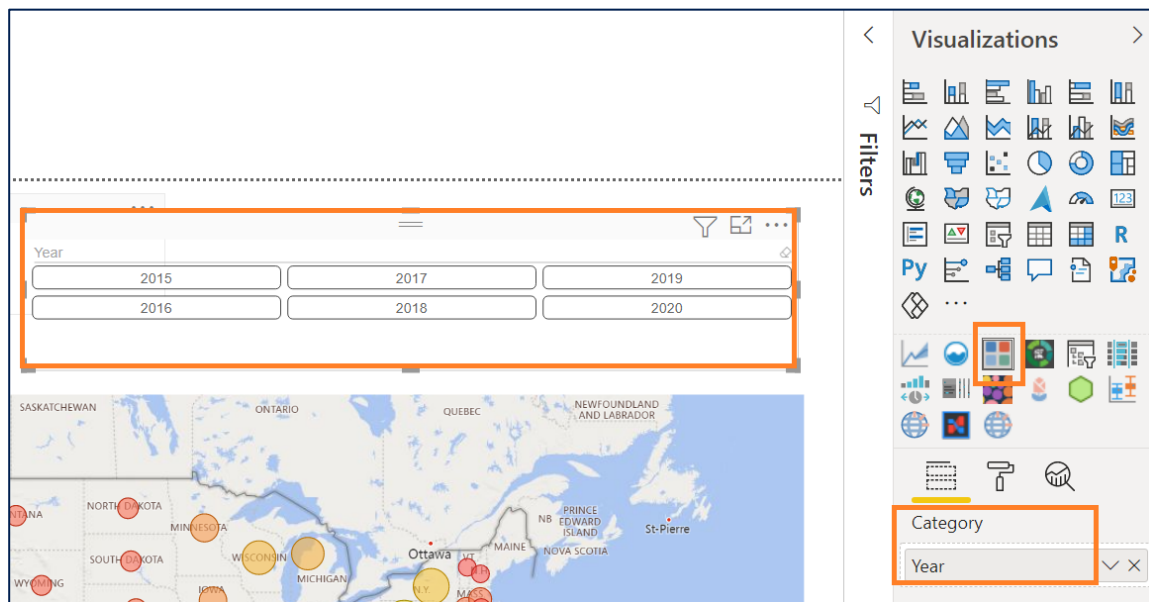 Visualizations
Filters
123
R
Py
Year
2015
2017
2019
2016
2018
2020
SASKATCHEWAN
ONTARIO
QUEBEC
NEWFOUNDLAND
AND LABRADOR
NORTH DAKOTA
MINNESOTA
NB
PRINCE
EDWARD
ISLAND
St-Pierre
SOUTH DAKOTA
WISCONSIN
Ottawa
VT
MAINE
NOVA SCOTIA
WYOMING
MICHIGAN
IOWA
N.Y.
MASS
Category
Year